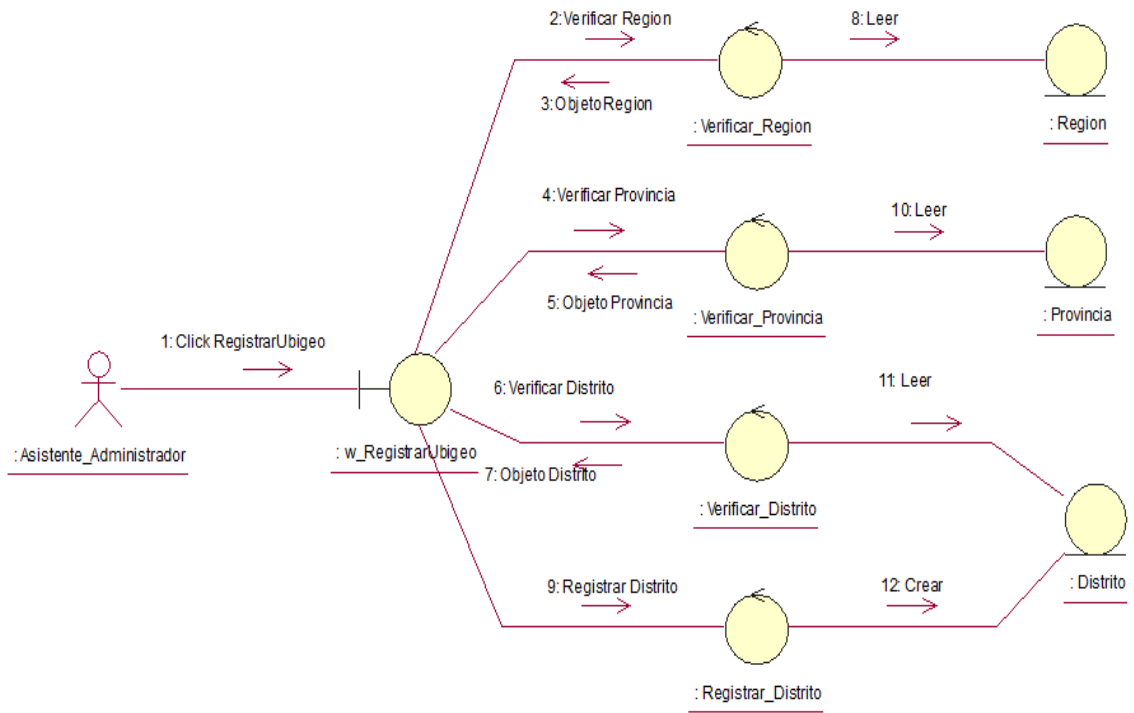 2:Verificar Region
8:Leer
3:Objeto Region
: Verificar_Region
: Region
4:Verificar Provincia
10:Leer
5: Objeto Provincia
: Verificar_Provincia
: Provincia
1: Click RegistrarUbigeo
6: Verificar Distrito
11: Leer
: Asistente_Administrador
: w_RegistrarUbigeo
7: Objeto Distrito
: Verificar_Distrito
9: Registrar Distrito
12: Crear
: Distrito
: Registrar_Distrito